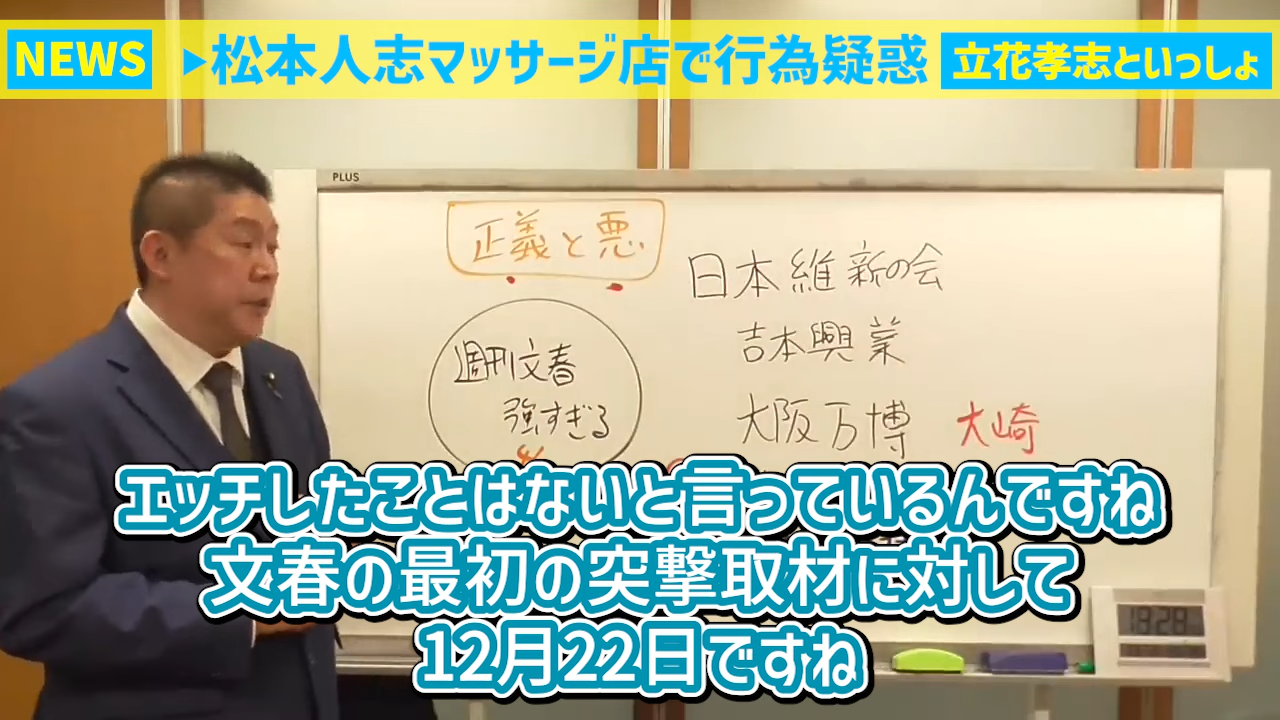 NEWS
▶松本人志マッサージ店で行為疑惑
立花孝志といっしょ
PLUS
正義と悪
日本維新の会
吉本興業
週刊文春
強すぎる
大阪万博 大崎
エッチしたことはないと言っているんですね
文春の最初の突撃取材に対して
12月22日ですね
19:28